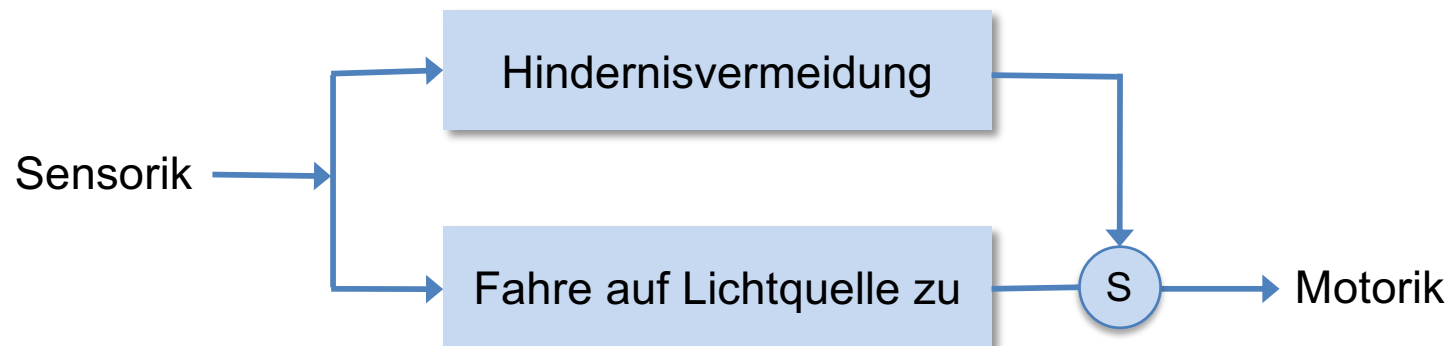 Hindernisvermeidung
Sensorik
Fahre auf Lichtquelle zu
S
Motorik